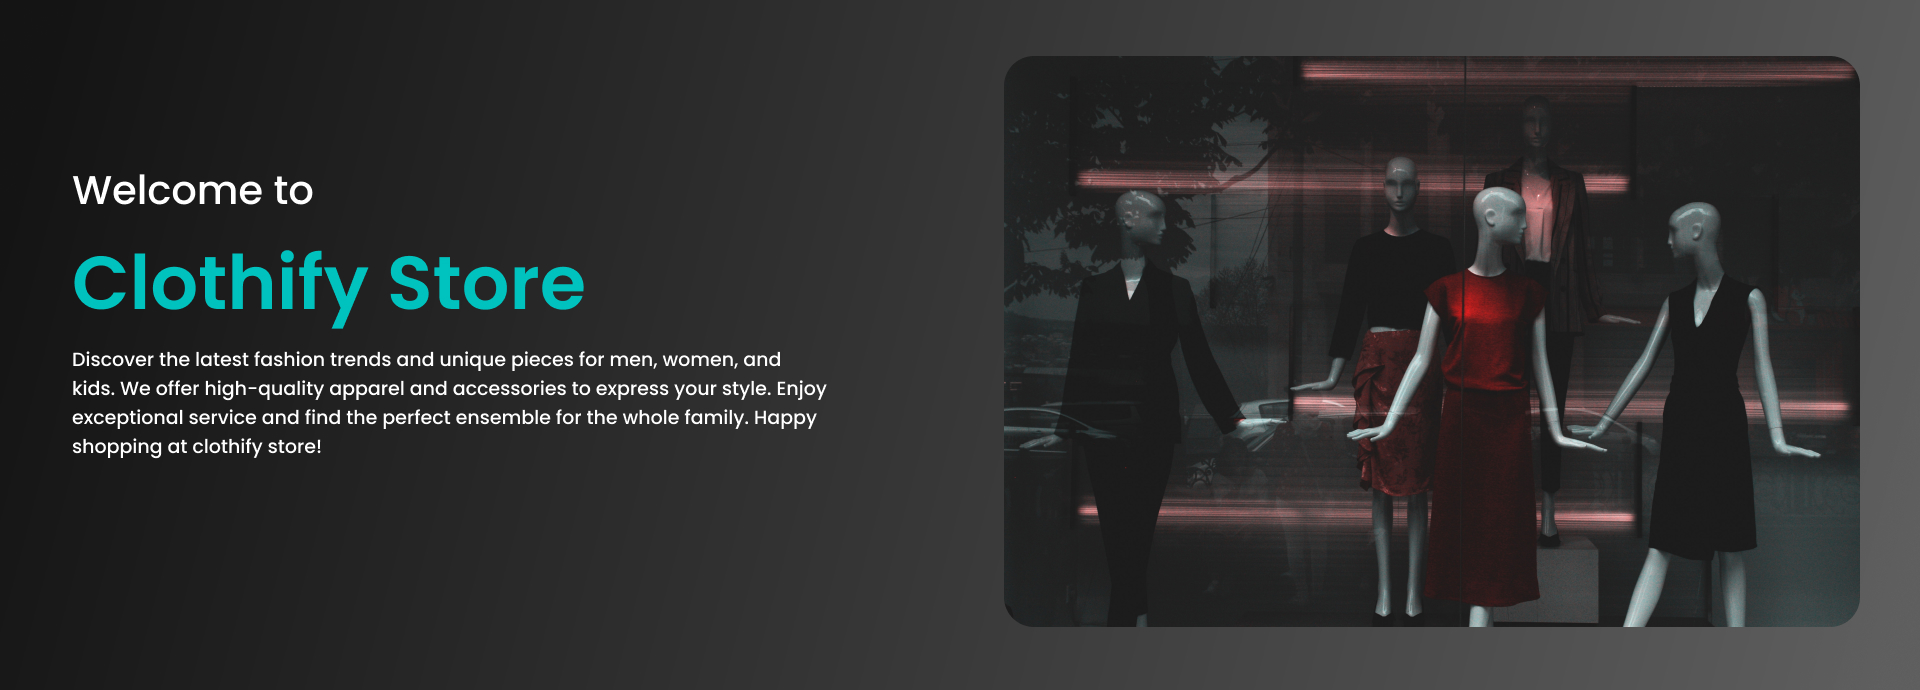 Welcome to
Clothify Store
Discover the latest fashion trends and unique pieces for men, women, and
kids. We offer high-quality apparel and accessories to express your style. Enjoy
exceptional service and find the perfect ensemble for the whole family. Happy
shopping at clothify store!